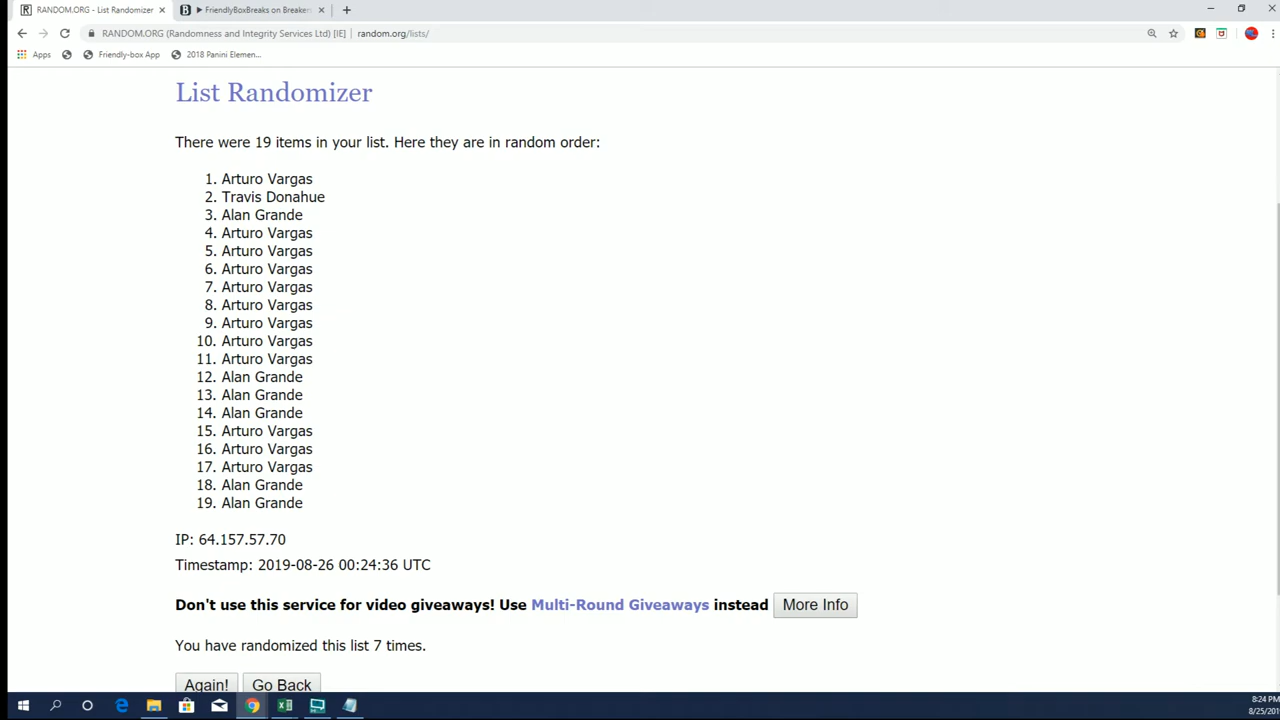 RANDOM.ORG - List Randomizer
FriendlyBoxBreaks on Breakers
RANDOM.ORG (Randomness and Integrity Services Ltd) [IE] | random.org/lists/
Apps
Friendly-box App
2018 Panini Elemen...
List Randomizer
There were 19 items in your list. Here they are in random order:
1. Arturo Vargas
2. Travis Donahue
3. Alan Grande
4. Arturo Vargas
5. Arturo Vargas
6. Arturo Vargas
7. Arturo Vargas
8. Arturo Vargas
9. Arturo Vargas
10. Arturo Vargas
11. Arturo Vargas
12. Alan Grande
13. Alan Grande
14. Alan Grande
15. Arturo Vargas
16. Arturo Vargas
17. Arturo Vargas
18. Alan Grande
19. Alan Grande
IP: 64.157.57.70
Timestamp: 2019-08-26 00:24:36 UTC
Don't use this service for video giveaways! Use Multi-Round Giveaways instead More Info
You have randomized this list 7 times.
Again! Go Back
8:24 PM
8/25/201